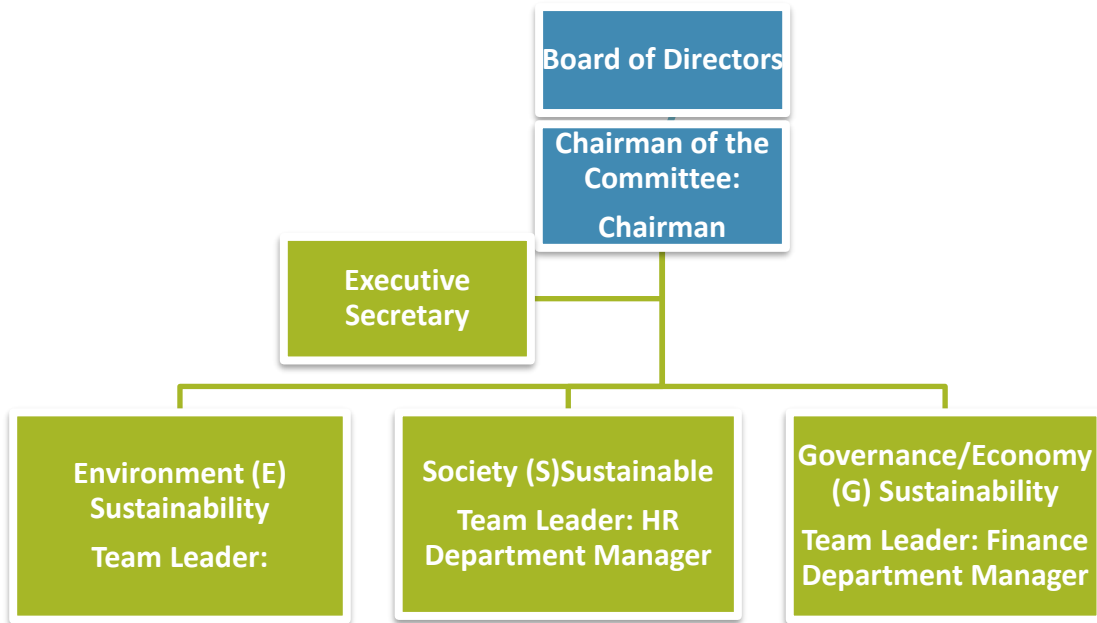 Board of Directors
Chairman of the
Committee:
Chairman
Executive
Secretary
Environment (E)
Sustainability
Team Leader:
Society (S)Sustainable
Team Leader: HR
Department Manager
Governance/Economy
(G) Sustainability
Team Leader: Finance
Department Manager